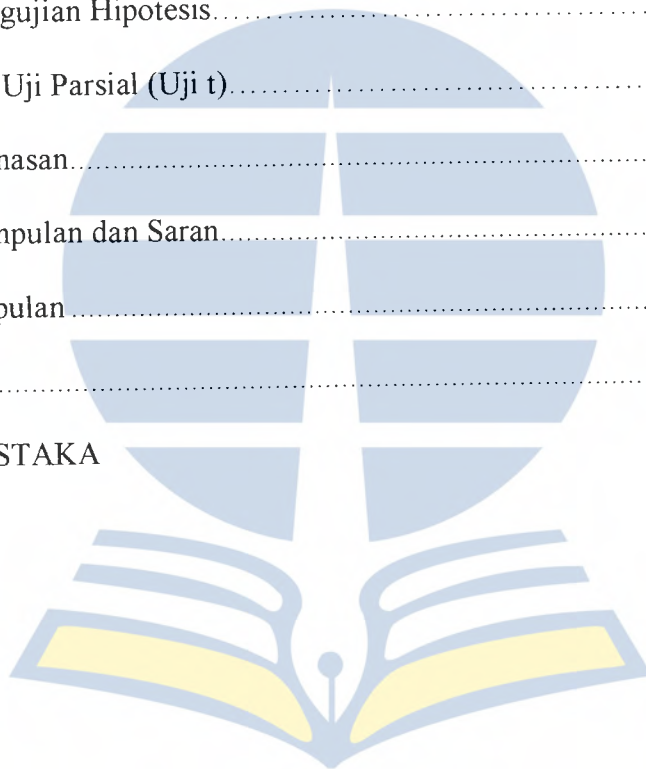 gujian Hipotesis....................................................
Uji Parsial (Uji t)....................................................
nasan....................................................
npulan dan Saran....................................................
pulan....................................................
....................................................
STAKA